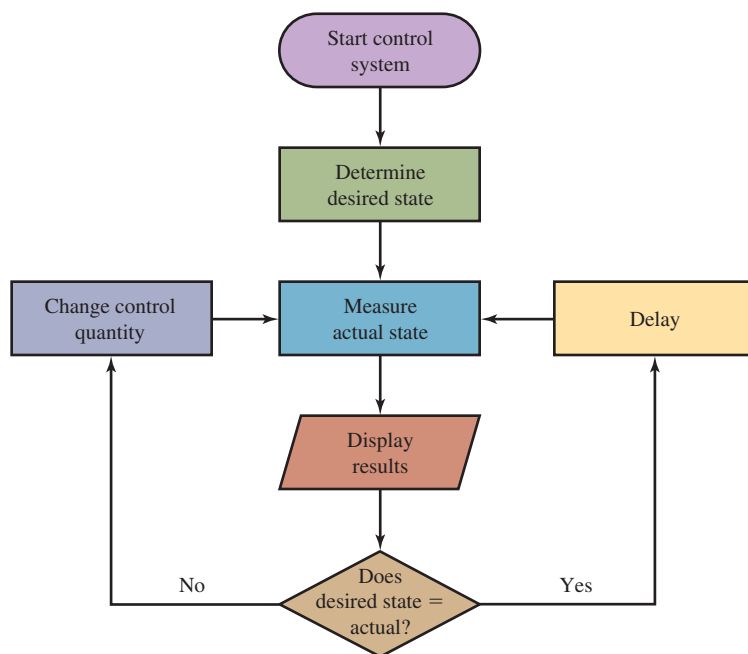 Start control
system
Determine
desired state
Change control
quantity
Measure
actual state
Delay
Display
results
No
Does
desired state =
actual?
Yes